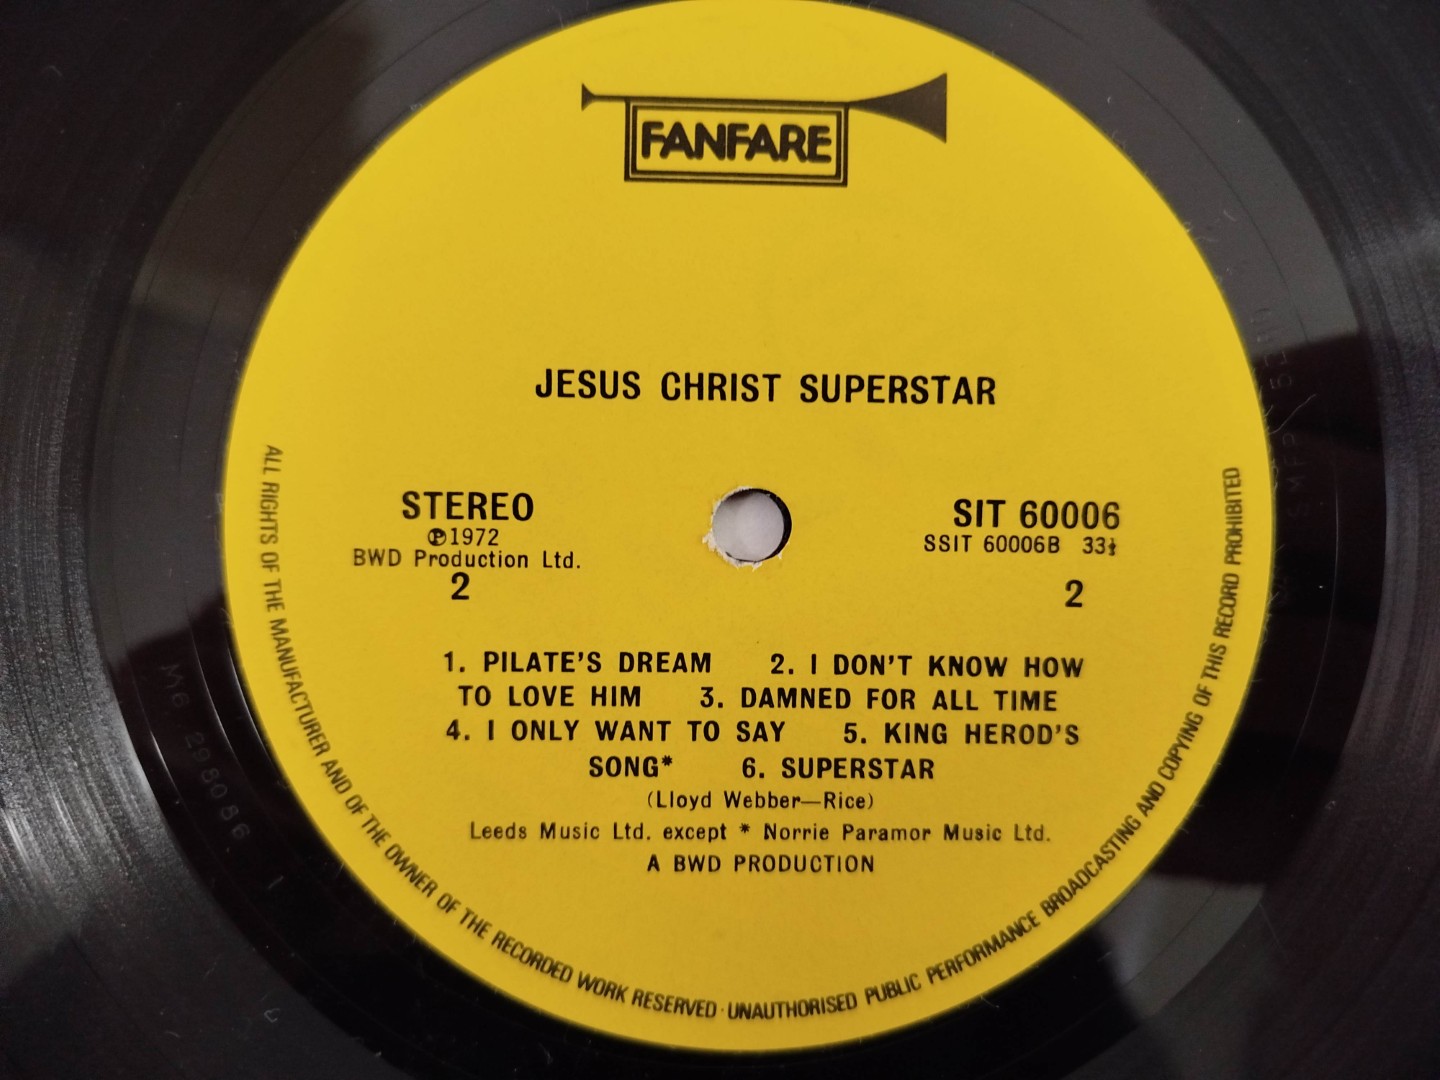 FANFARE
JESUS CHRIST SUPERSTAR
STEREO
℗1972
BWD Production Ltd.
2
SIT 60006
SSIT 60006B 33⅓
2
1. PILATE'S DREAM 2. I DON'T KNOW HOW
TO LOVE HIM 3. DAMNED FOR ALL TIME
4. I ONLY WANT TO SAY 5. KING HEROD'S
SONG* 6. SUPERSTAR
(Lloyd Webber—Rice)
Leeds Music Ltd. except * Norrie Paramor Music Ltd.
A BWD PRODUCTION
ALL RIGHTS OF THE MANUFACTURER AND OF THE OWNER OF THE RECORDED WORK RESERVED · UNAUTHORISED PUBLIC PERFORMANCE BROADCASTING AND COPYING OF THIS RECORD PROHIBITED